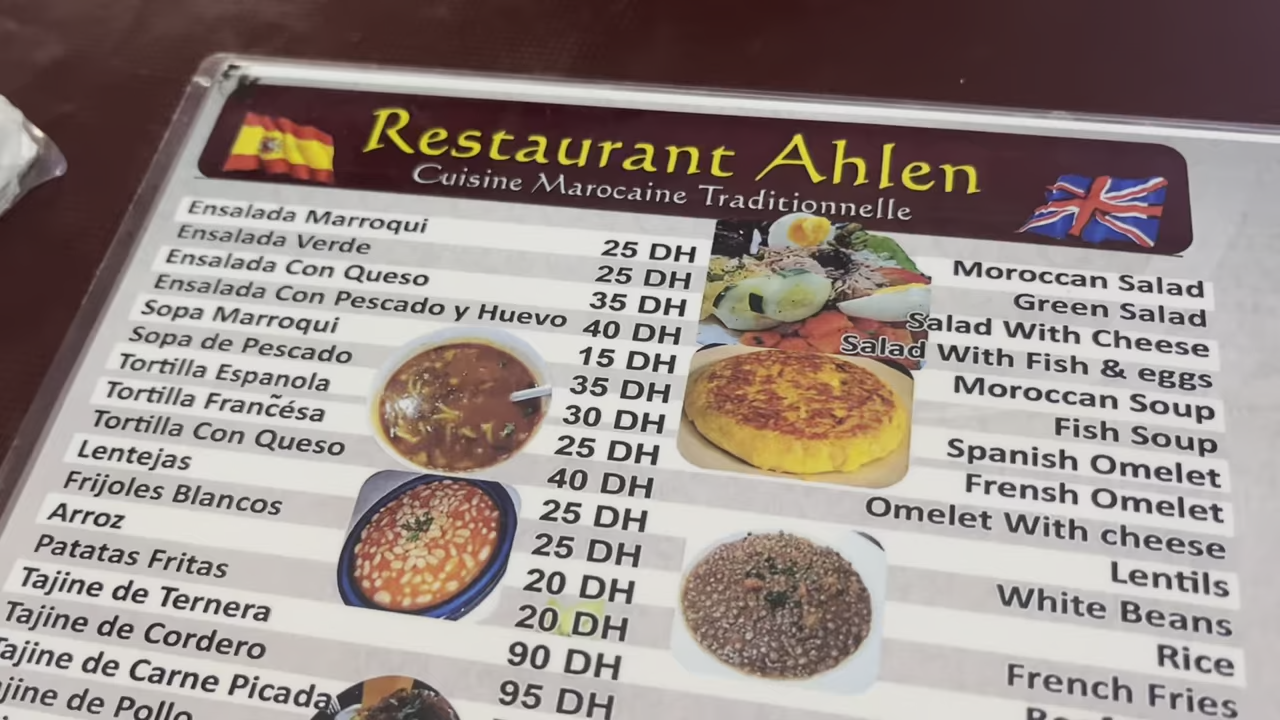 Restaurant Ahlen
Cuisine Marocaine Traditionnelle
Ensalada Marroqui 25 DH Moroccan Salad
Ensalada Verde 25 DH Green Salad
Ensalada Con Queso 35 DH Salad With Cheese
Ensalada Con Pescado y Huevo 40 DH Salad With Fish & eggs
Sopa Marroqui 15 DH Moroccan Soup
Sopa de Pescado 35 DH Fish Soup
Tortilla Espanola 30 DH Spanish Omelet
Tortilla Franc̃ésa 25 DH Frensh Omelet
Tortilla Con Queso 40 DH Omelet With cheese
Lentejas 25 DH Lentils
Frijoles Blancos 25 DH White Beans
Arroz 20 DH Rice
Patatas Fritas 20 DH French Fries
Tajine de Ternera 90 DH
Tajine de Cordero 95 DH
Tajine de Carne Picada
de Pollo